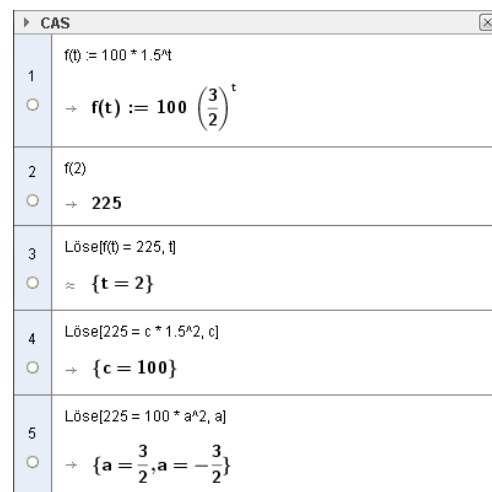 CAS
1
f(t) := 100 * 1.5^t
→ f(t) := 100 (3/2)^t
2
f(2)
→ 225
3
Löse[f(t) = 225, t]
≈ {t = 2}
4
Löse[225 = c * 1.5^2, c]
→ {c = 100}
5
Löse[225 = 100 * a^2, a]
→ {a = 3/2, a = -3/2}